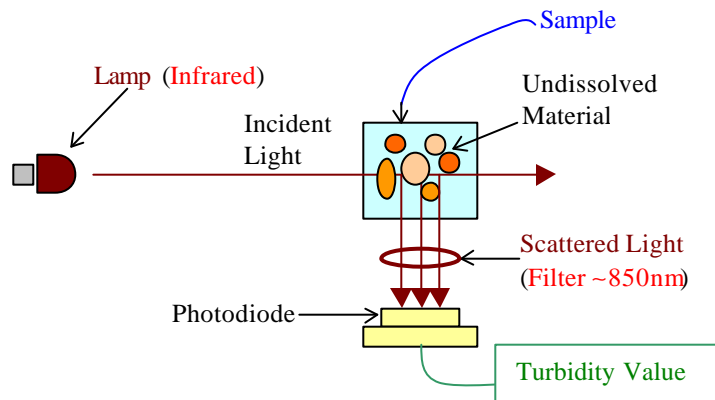 Sample
Lamp (Infrared)
Undissolved
Material
Incident
Light
Scattered Light
(Filter ~850nm)
Photodiode
Turbidity Value